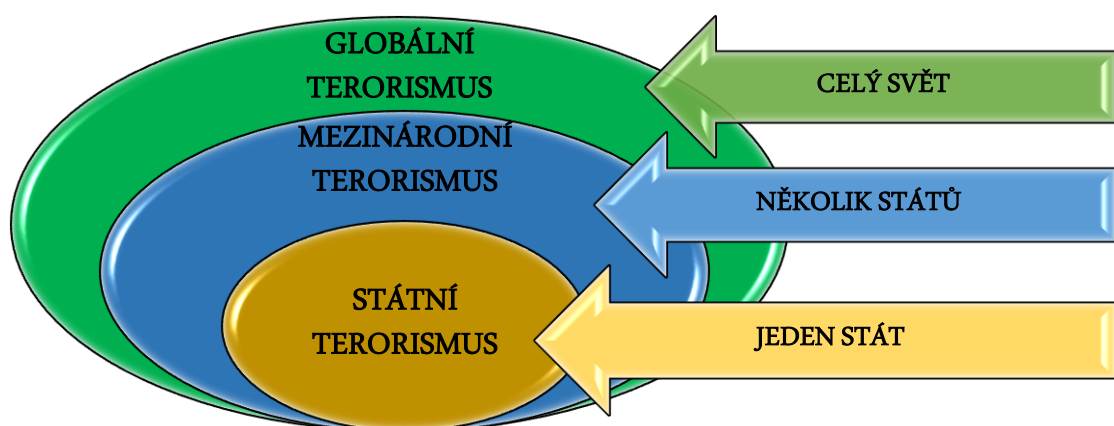 GLOBÁLNÍ
TERORISMUS
CELÝ SVĚT
MEZINÁRODNÍ
TERORISMUS
NĚKOLIK STÁTŮ
STÁTNÍ
TERORISMUS
JEDEN STÁT